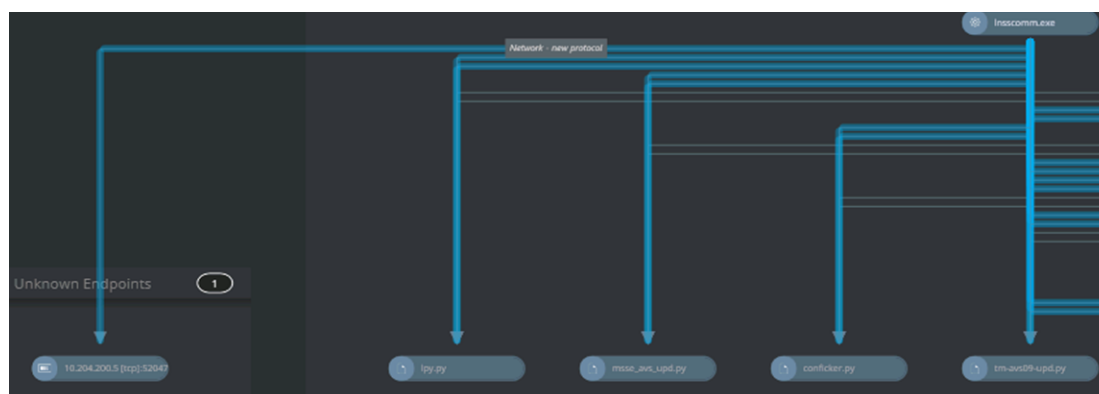 lnsscomm.exe
Network - new protocol
Unknown Endpoints
1
10.204.200.5 [tcp]:52047
lpy.py
msse_avs_upd.py
conficker.py
tm-avs09-upd.py